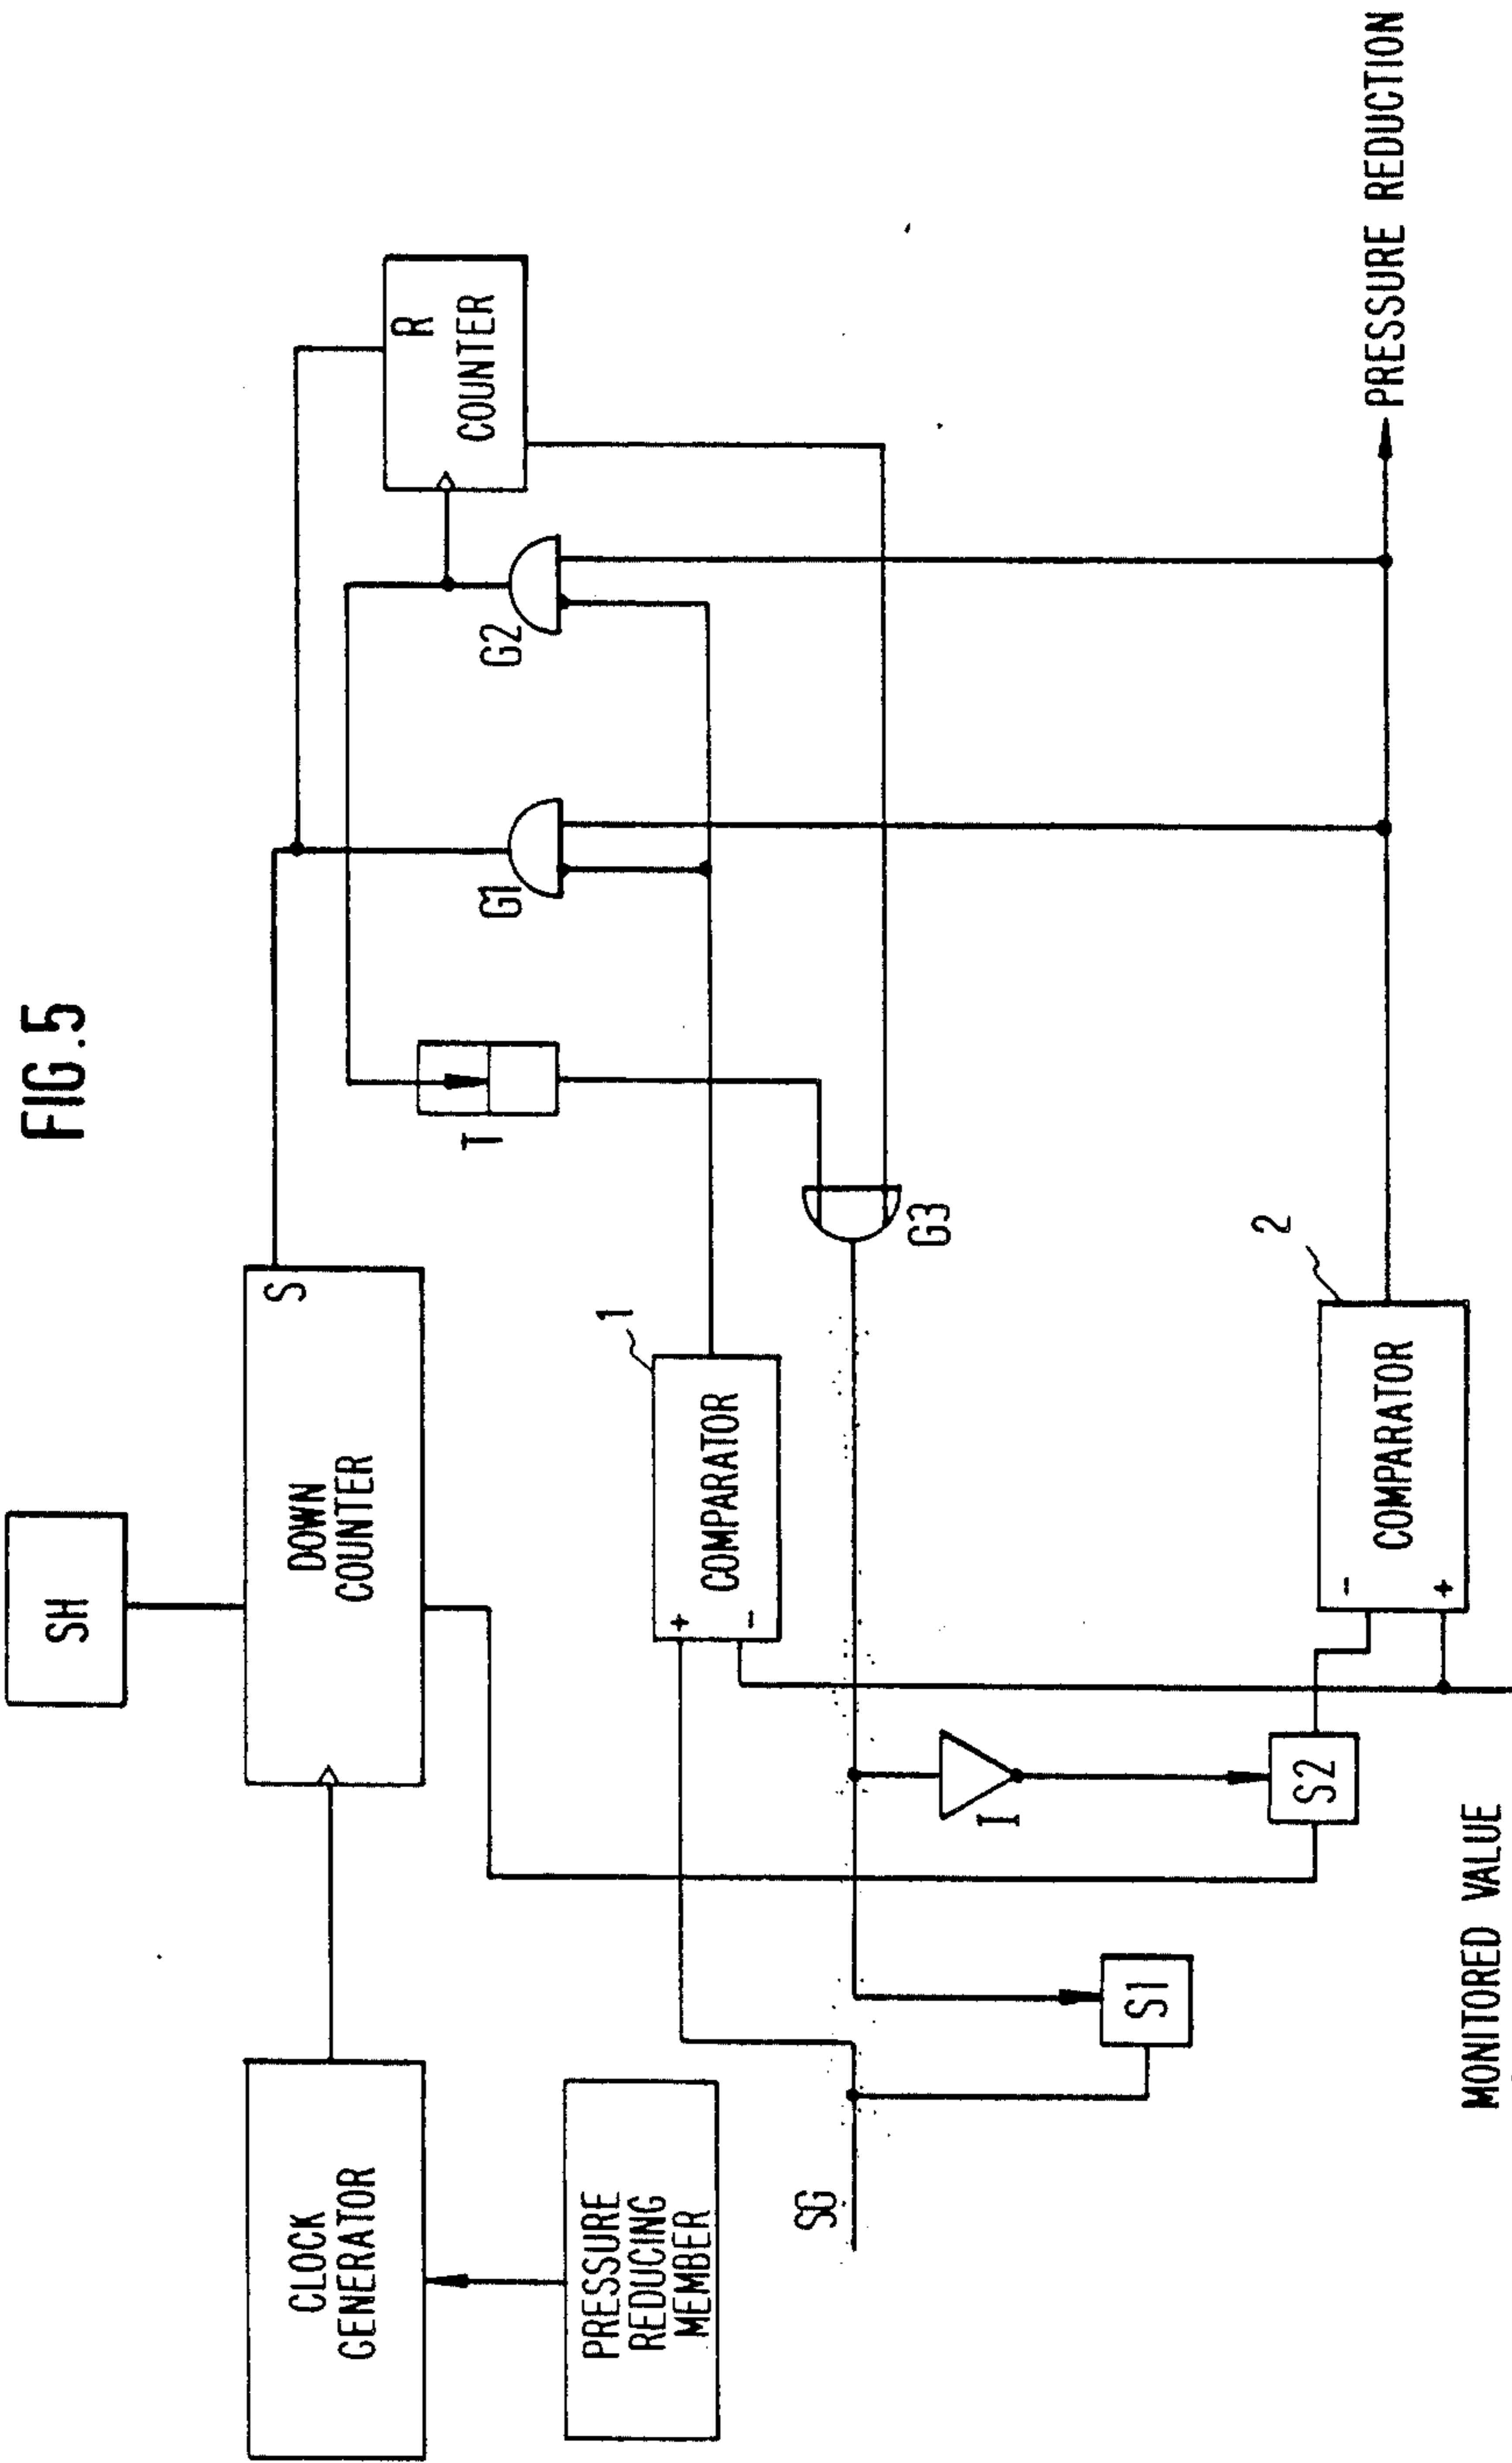 FIG.5
SH
DOWN
COUNTER
S
CLOCK
GENERATOR
PRESSURE
REDUCING
MEMBER
R
COUNTER
G1
G2
T
G3
1
COMPARATOR
+
-
SG
I
S1
S2
2
COMPARATOR
-
+
MONITORED VALUE
PRESSURE REDUCTION